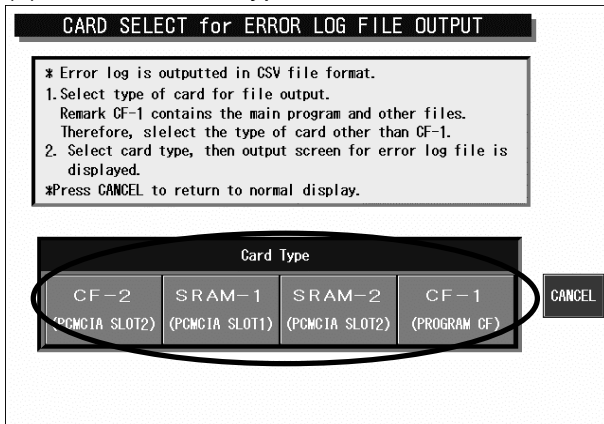 CARD SELECT for ERROR LOG FILE OUTPUT
* Error log is outputted in CSV file format.
1.Select type of card for file output.
Remark CF-1 contains the main program and other files.
Therefore, slelect the type of card other than CF-1.
2. Select card type, then output screen for error log file is
displayed.
*Press CANCEL to return to normal display.
Card Type
CF-2 SRAM-1 SRAM-2 CF-1
(PCMCIA SLOT2) (PCMCIA SLOT1) (PCMCIA SLOT2) (PROGRAM CF)
CANCEL